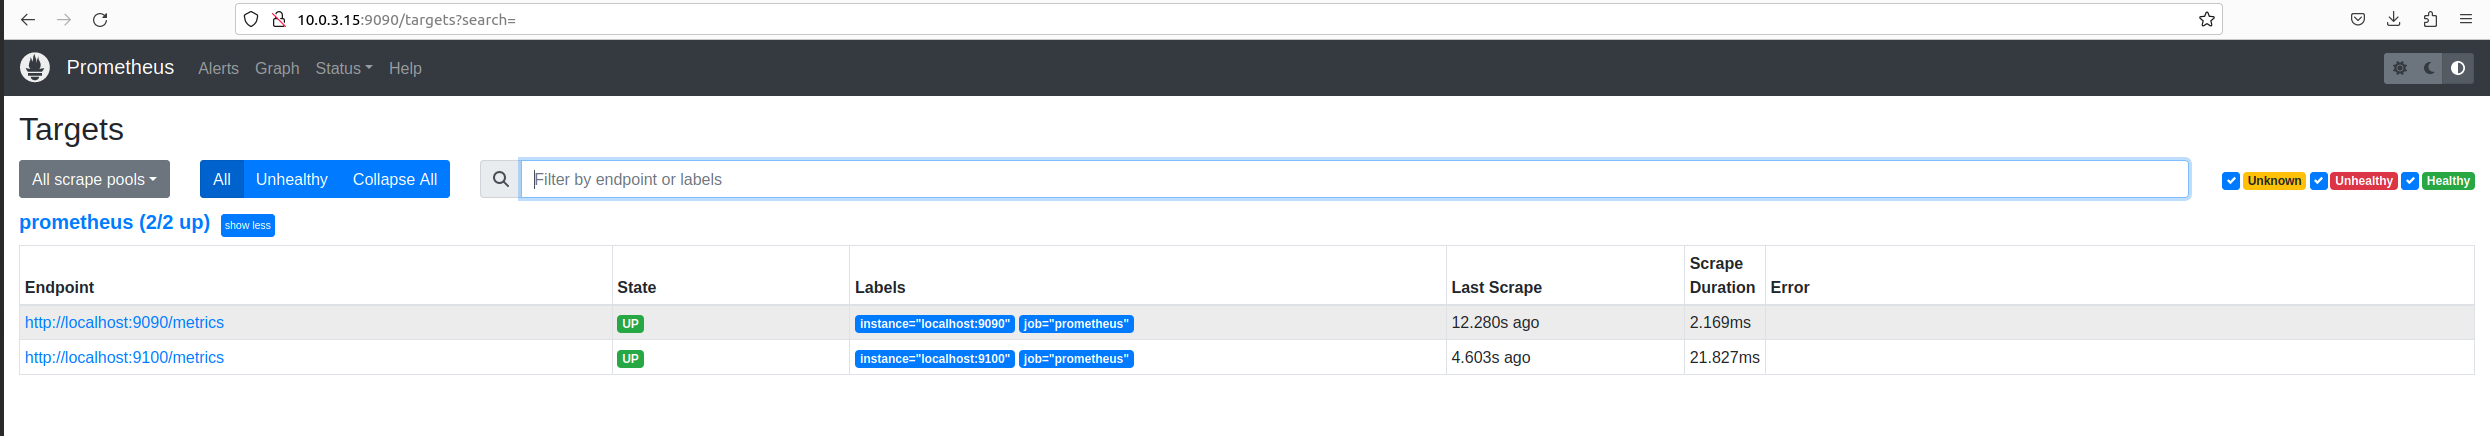 10.0.3.15:9090/targets?search=
Prometheus Alerts Graph Status Help
Targets
All scrape pools All Unhealthy Collapse All Filter by endpoint or labels Unknown Unhealthy Healthy
prometheus (2/2 up) show less
Endpoint State Labels Last Scrape Scrape Duration Error
http://localhost:9090/metrics UP instance="localhost:9090" job="prometheus" 12.280s ago 2.169ms
http://localhost:9100/metrics UP instance="localhost:9100" job="prometheus" 4.603s ago 21.827ms